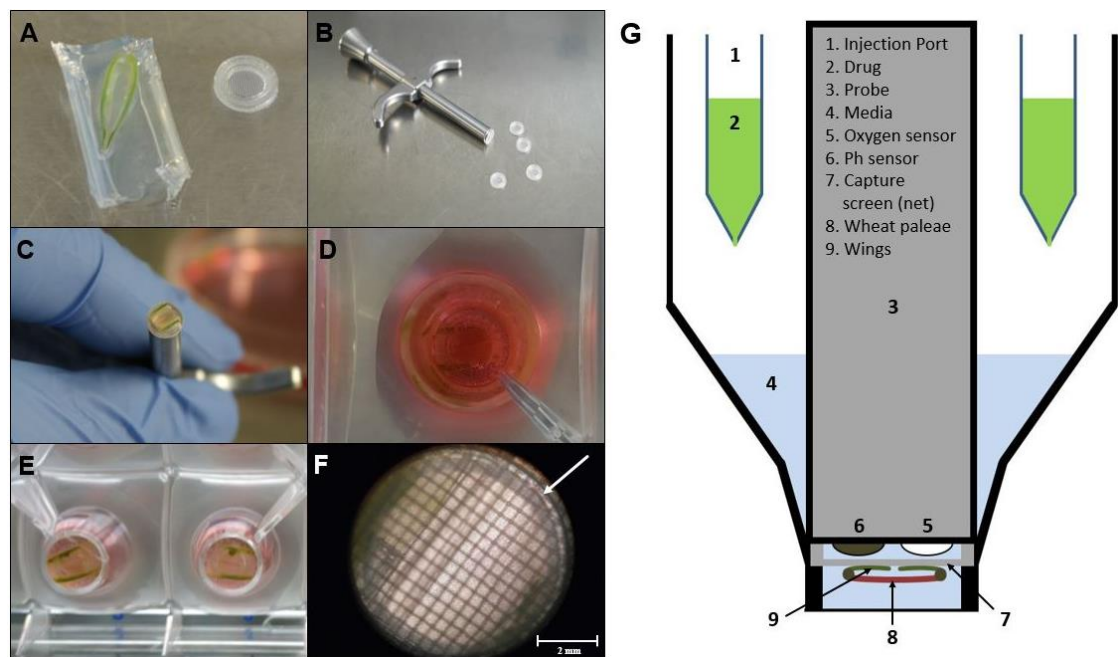 A
B
C
D
E
F
2 mm
G
1. Injection Port
2. Drug
3. Probe
4. Media
5. Oxygen sensor
6. Ph sensor
7. Capture
screen (net)
8. Wheat paleae
9. Wings
1
2
3
4
6
5
9
8
7